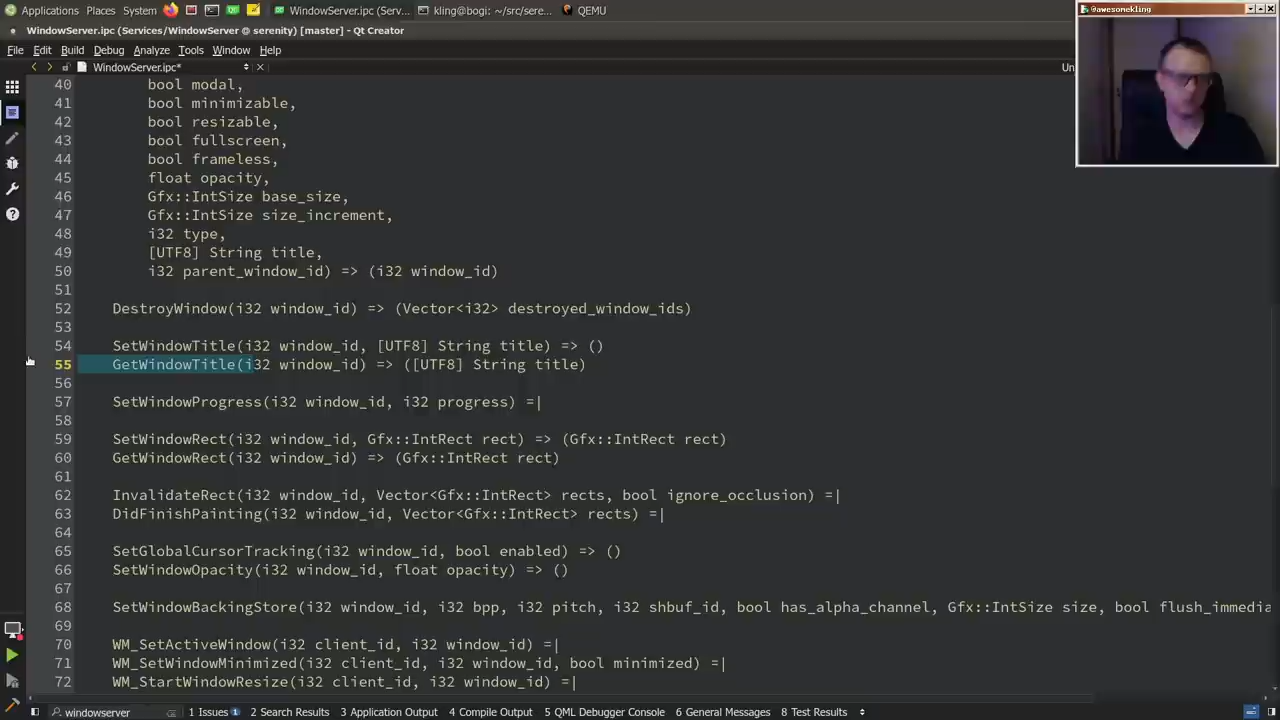 Applications Places System WindowServer.ipc (Serv... kling@bogi: ~/src/sere... QEMU
WindowServer.ipc (Services/WindowServer @ serenity) [master] - Qt Creator
@awesomekling
File Edit Build Debug Analyze Tools Window Help
WindowServer.ipc* Un
40 bool modal,
41 bool minimizable,
42 bool resizable,
43 bool fullscreen,
44 bool frameless,
45 float opacity,
46 Gfx::IntSize base_size,
47 Gfx::IntSize size_increment,
48 i32 type,
49 [UTF8] String title,
50 i32 parent_window_id) => (i32 window_id)
51
52 DestroyWindow(i32 window_id) => (Vector<i32> destroyed_window_ids)
53
54 SetWindowTitle(i32 window_id, [UTF8] String title) => ()
55 GetWindowTitle(i32 window_id) => ([UTF8] String title)
56
57 SetWindowProgress(i32 window_id, i32 progress) =|
58
59 SetWindowRect(i32 window_id, Gfx::IntRect rect) => (Gfx::IntRect rect)
60 GetWindowRect(i32 window_id) => (Gfx::IntRect rect)
61
62 InvalidateRect(i32 window_id, Vector<Gfx::IntRect> rects, bool ignore_occlusion) =|
63 DidFinishPainting(i32 window_id, Vector<Gfx::IntRect> rects) =|
64
65 SetGlobalCursorTracking(i32 window_id, bool enabled) => ()
66 SetWindowOpacity(i32 window_id, float opacity) => ()
67
68 SetWindowBackingStore(i32 window_id, i32 bpp, i32 pitch, i32 shbuf_id, bool has_alpha_channel, Gfx::IntSize size, bool flush_immedia
69
70 WM_SetActiveWindow(i32 client_id, i32 window_id) =|
71 WM_SetWindowMinimized(i32 client_id, i32 window_id, bool minimized) =|
72 WM_StartWindowResize(i32 client_id, i32 window_id) =|
windowserver 1 Issues 1 2 Search Results 3 Application Output 4 Compile Output 5 QML Debugger Console 6 General Messages 8 Test Results